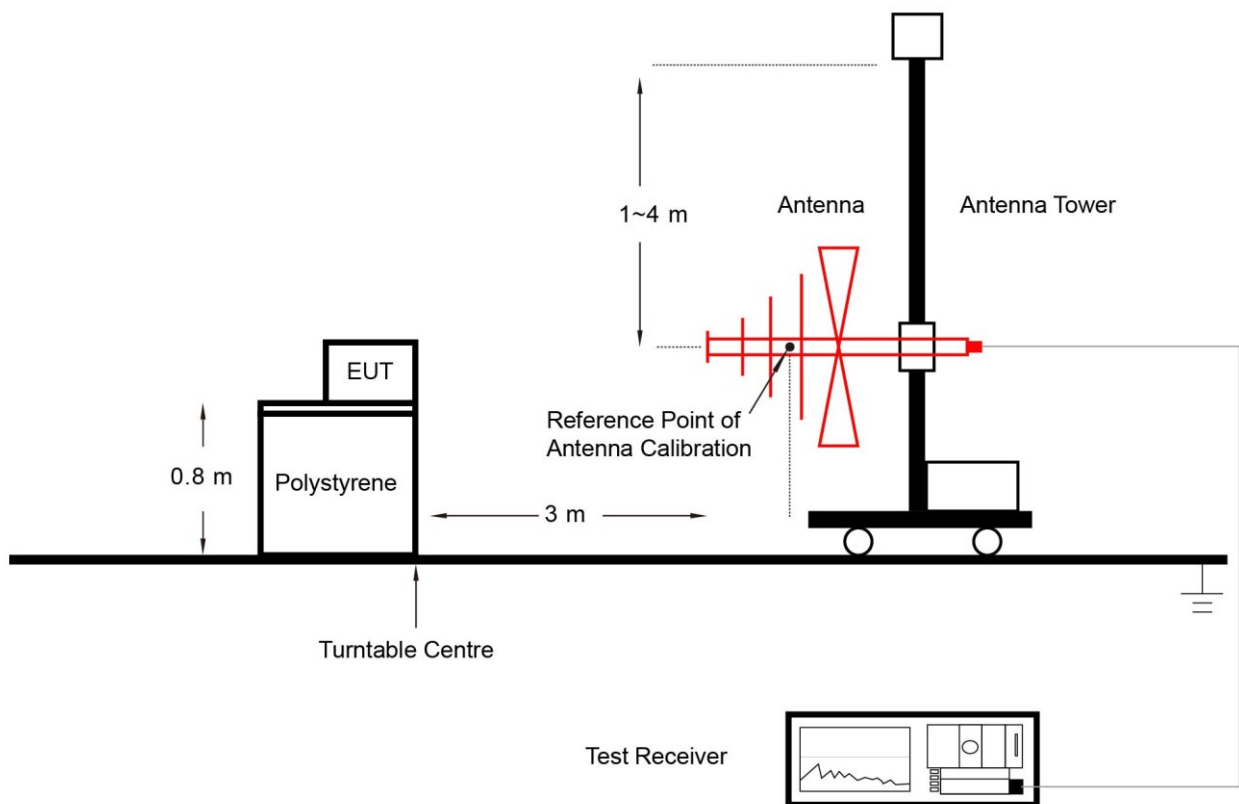 1~4 m
Antenna
Antenna Tower
EUT
Reference Point of
Antenna Calibration
0.8 m
Polystyrene
3 m
Turntable Centre
Test Receiver